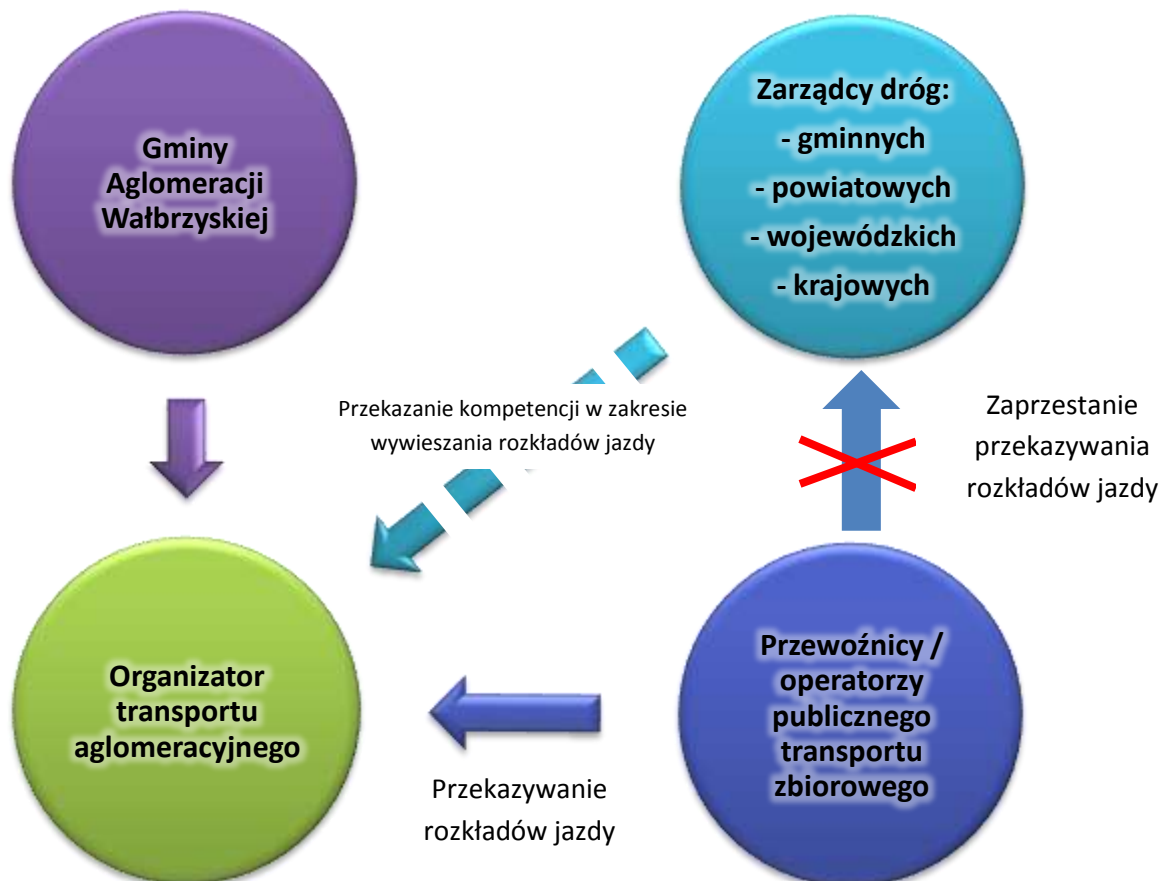 Gminy
Aglomeracji
Wałbrzyskiej
Zarządcy dróg:
- gminnych
- powiatowych
- wojewódzkich
- krajowych
Przekazanie kompetencji w zakresie
wywieszania rozkładów jazdy
Zaprzestanie
przekazywania
rozkładów jazdy
Organizator
transportu
aglomeracyjnego
Przekazywanie
rozkładów jazdy
Przewoźnicy /
operatorzy
publicznego
transportu
zbiorowego